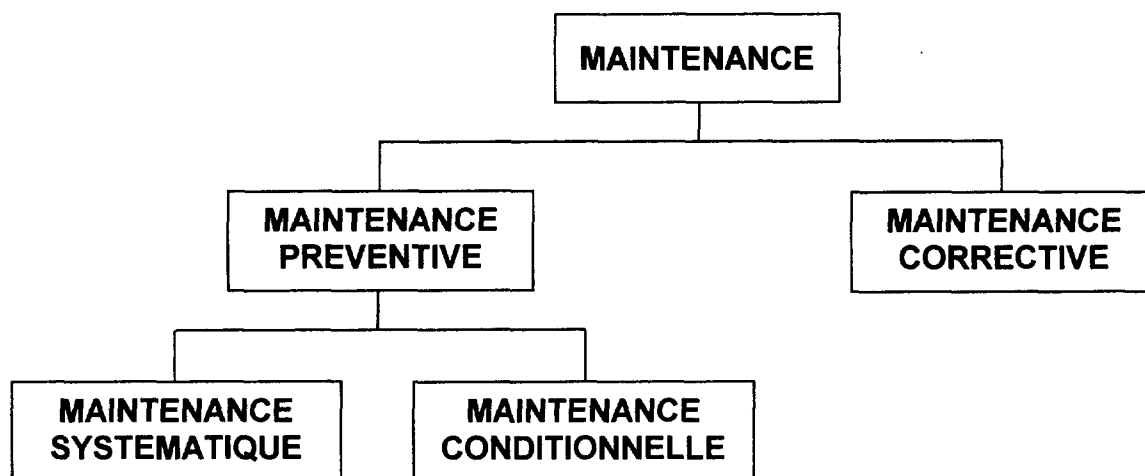 MAINTENANCE
MAINTENANCE
PREVENTIVE
MAINTENANCE
CORRECTIVE
MAINTENANCE
SYSTEMATIQUE
MAINTENANCE
CONDITIONNELLE